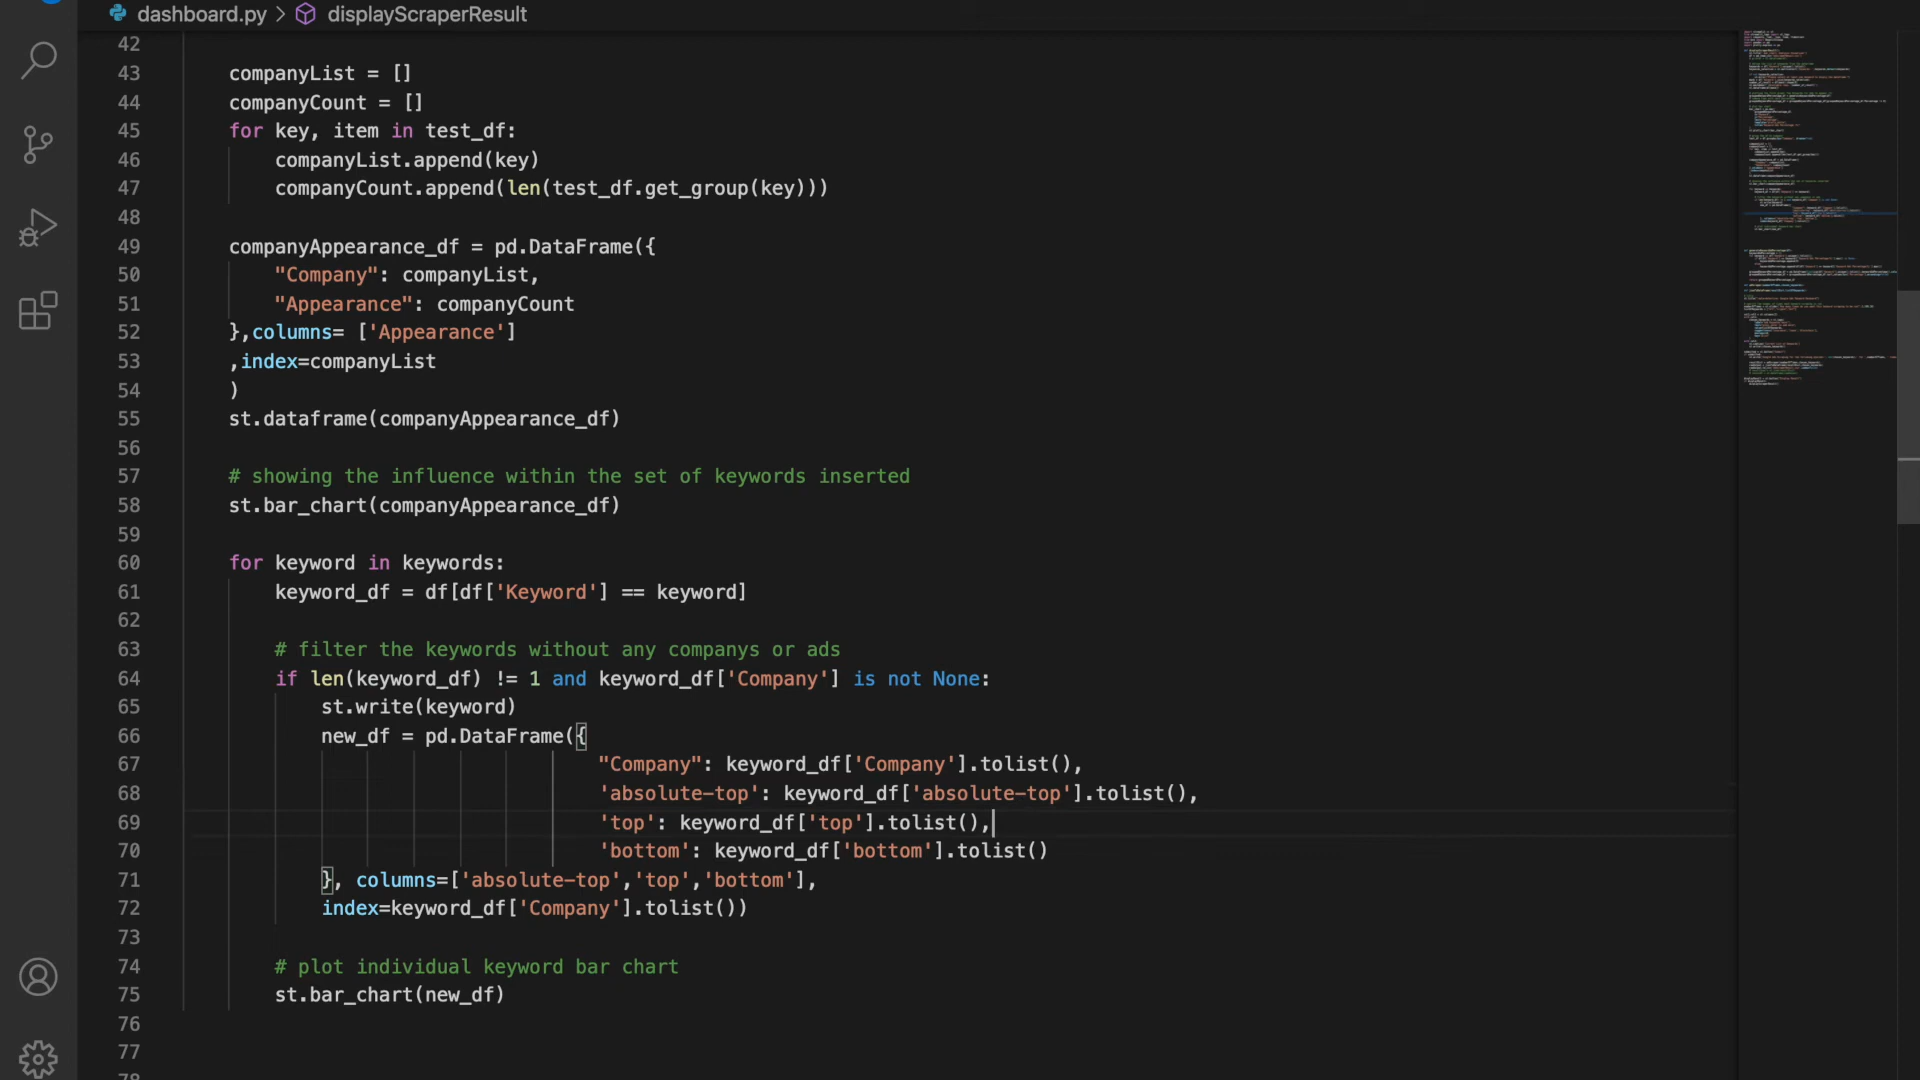 dashboard.py > displayScraperResult
42
43 companyList = []
44 companyCount = []
45 for key, item in test_df:
46 companyList.append(key)
47 companyCount.append(len(test_df.get_group(key)))
48
49 companyAppearance_df = pd.DataFrame({
50 "Company": companyList,
51 "Appearance": companyCount
52 },columns= ['Appearance']
53 ,index=companyList
54 )
55 st.dataframe(companyAppearance_df)
56
57 # showing the influence within the set of keywords inserted
58 st.bar_chart(companyAppearance_df)
59
60 for keyword in keywords:
61 keyword_df = df[df['Keyword'] == keyword]
62
63 # filter the keywords without any companys or ads
64 if len(keyword_df) != 1 and keyword_df['Company'] is not None:
65 st.write(keyword)
66 new_df = pd.DataFrame({
67 "Company": keyword_df['Company'].tolist(),
68 'absolute-top': keyword_df['absolute-top'].tolist(),
69 'top': keyword_df['top'].tolist(),
70 'bottom': keyword_df['bottom'].tolist()
71 }, columns=['absolute-top','top','bottom'],
72 index=keyword_df['Company'].tolist())
73
74 # plot individual keyword bar chart
75 st.bar_chart(new_df)
76
77
78